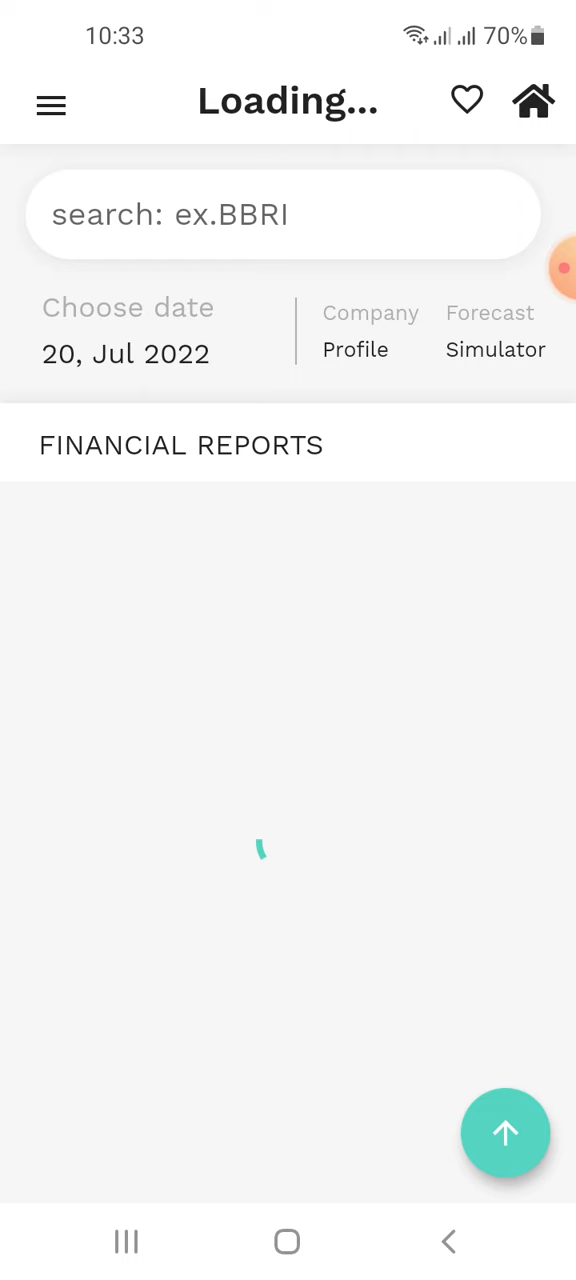 10:33
70%
Loading...
search: ex.BBRI
Choose date
20, Jul 2022
Company
Profile
Forecast
Simulator
FINANCIAL REPORTS